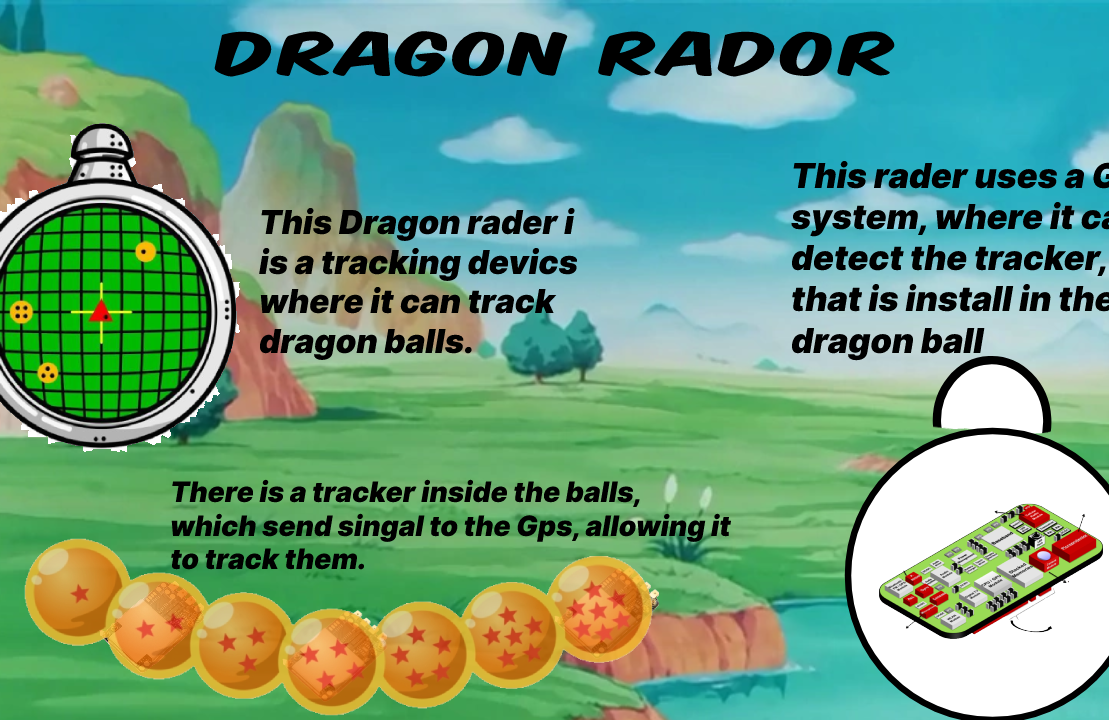 DRAGON RADOR
This Dragon rader i
is a tracking devics
where it can track
dragon balls.
This rader uses a G
system, where it ca
detect the tracker,
that is install in the
dragon ball
There is a tracker inside the balls,
which send singal to the Gps, allowing it
to track them.